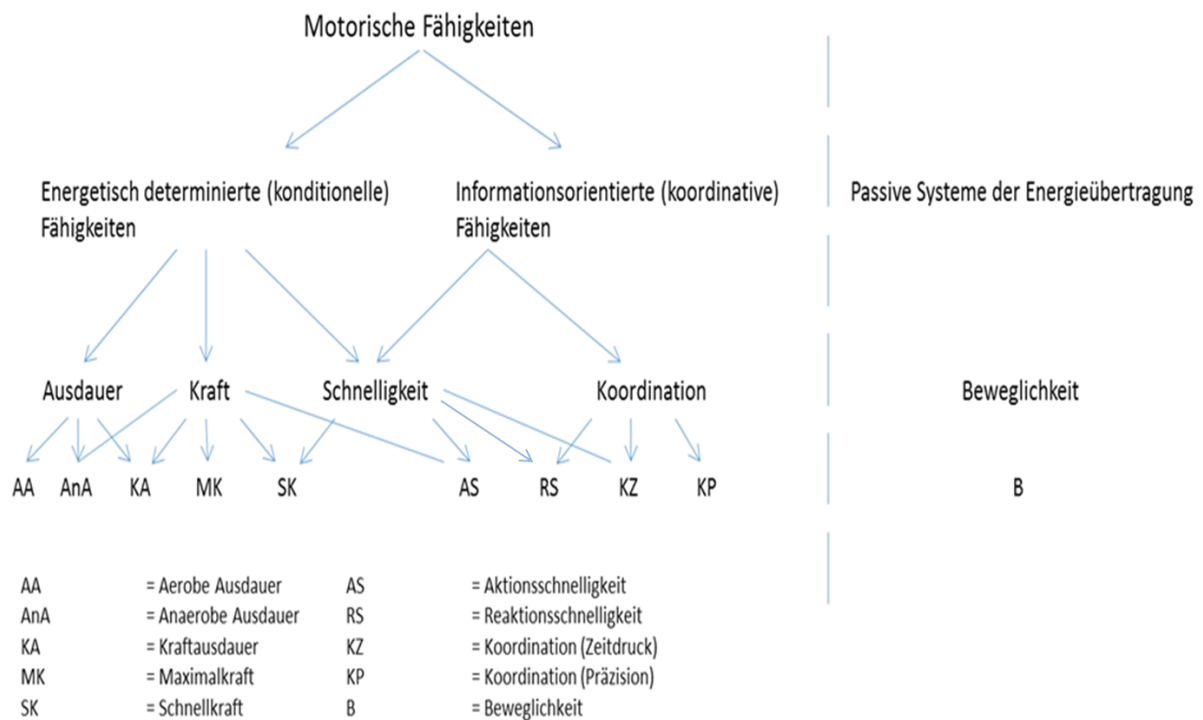 Motorische Fähigkeiten
Energetisch determinierte (konditionelle)
Fähigkeiten
Informationsorientierte (koordinative)
Fähigkeiten
Passive Systeme der Energieübertragung
Ausdauer Kraft Schnelligkeit Koordination Beweglichkeit
AA AnA KA MK SK AS RS KZ KP B
AA = Aerobe Ausdauer AS = Aktionsschnelligkeit
AnA = Anaerobe Ausdauer RS = Reaktionsschnelligkeit
KA = Kraftausdauer KZ = Koordination (Zeitdruck)
MK = Maximalkraft KP = Koordination (Präzision)
SK = Schnellkraft B = Beweglichkeit